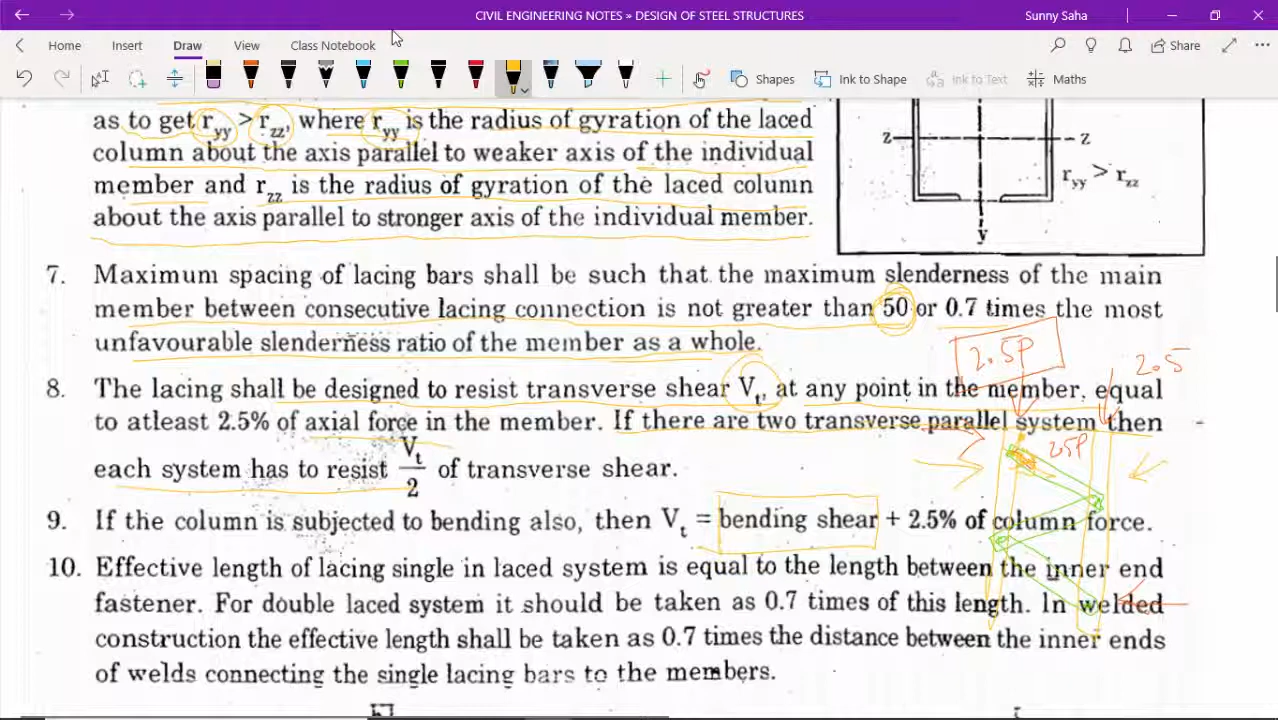 CIVIL ENGINEERING NOTES » DESIGN OF STEEL STRUCTURES
Sunny Saha
Home Insert Draw View Class Notebook
Share
Shapes Ink to Shape Ink to Text Maths
as to get ryy > rzz, where ryy is the radius of gyration of the laced
column about the axis parallel to weaker axis of the individual
member and rzz is the radius of gyration of the laced column
about the axis parallel to stronger axis of the individual member.
z z
ryy > rzz
y
7. Maximum spacing of lacing bars shall be such that the maximum slenderness of the main
member between consecutive lacing connection is not greater than 50 or 0.7 times the most
unfavourable slenderness ratio of the member as a whole.
2.5P
2.5
8. The lacing shall be designed to resist transverse shear Vt, at any point in the member, equal
to atleast 2.5% of axial force in the member. If there are two transverse parallel system then
each system has to resist Vt/2 of transverse shear.
25P
9. If the column is subjected to bending also, then Vt = bending shear + 2.5% of column force.
10. Effective length of lacing single in laced system is equal to the length between the inner end
fastener. For double laced system it should be taken as 0.7 times of this length. In welded
construction the effective length shall be taken as 0.7 times the distance between the inner ends
of welds connecting the single lacing bars to the members.